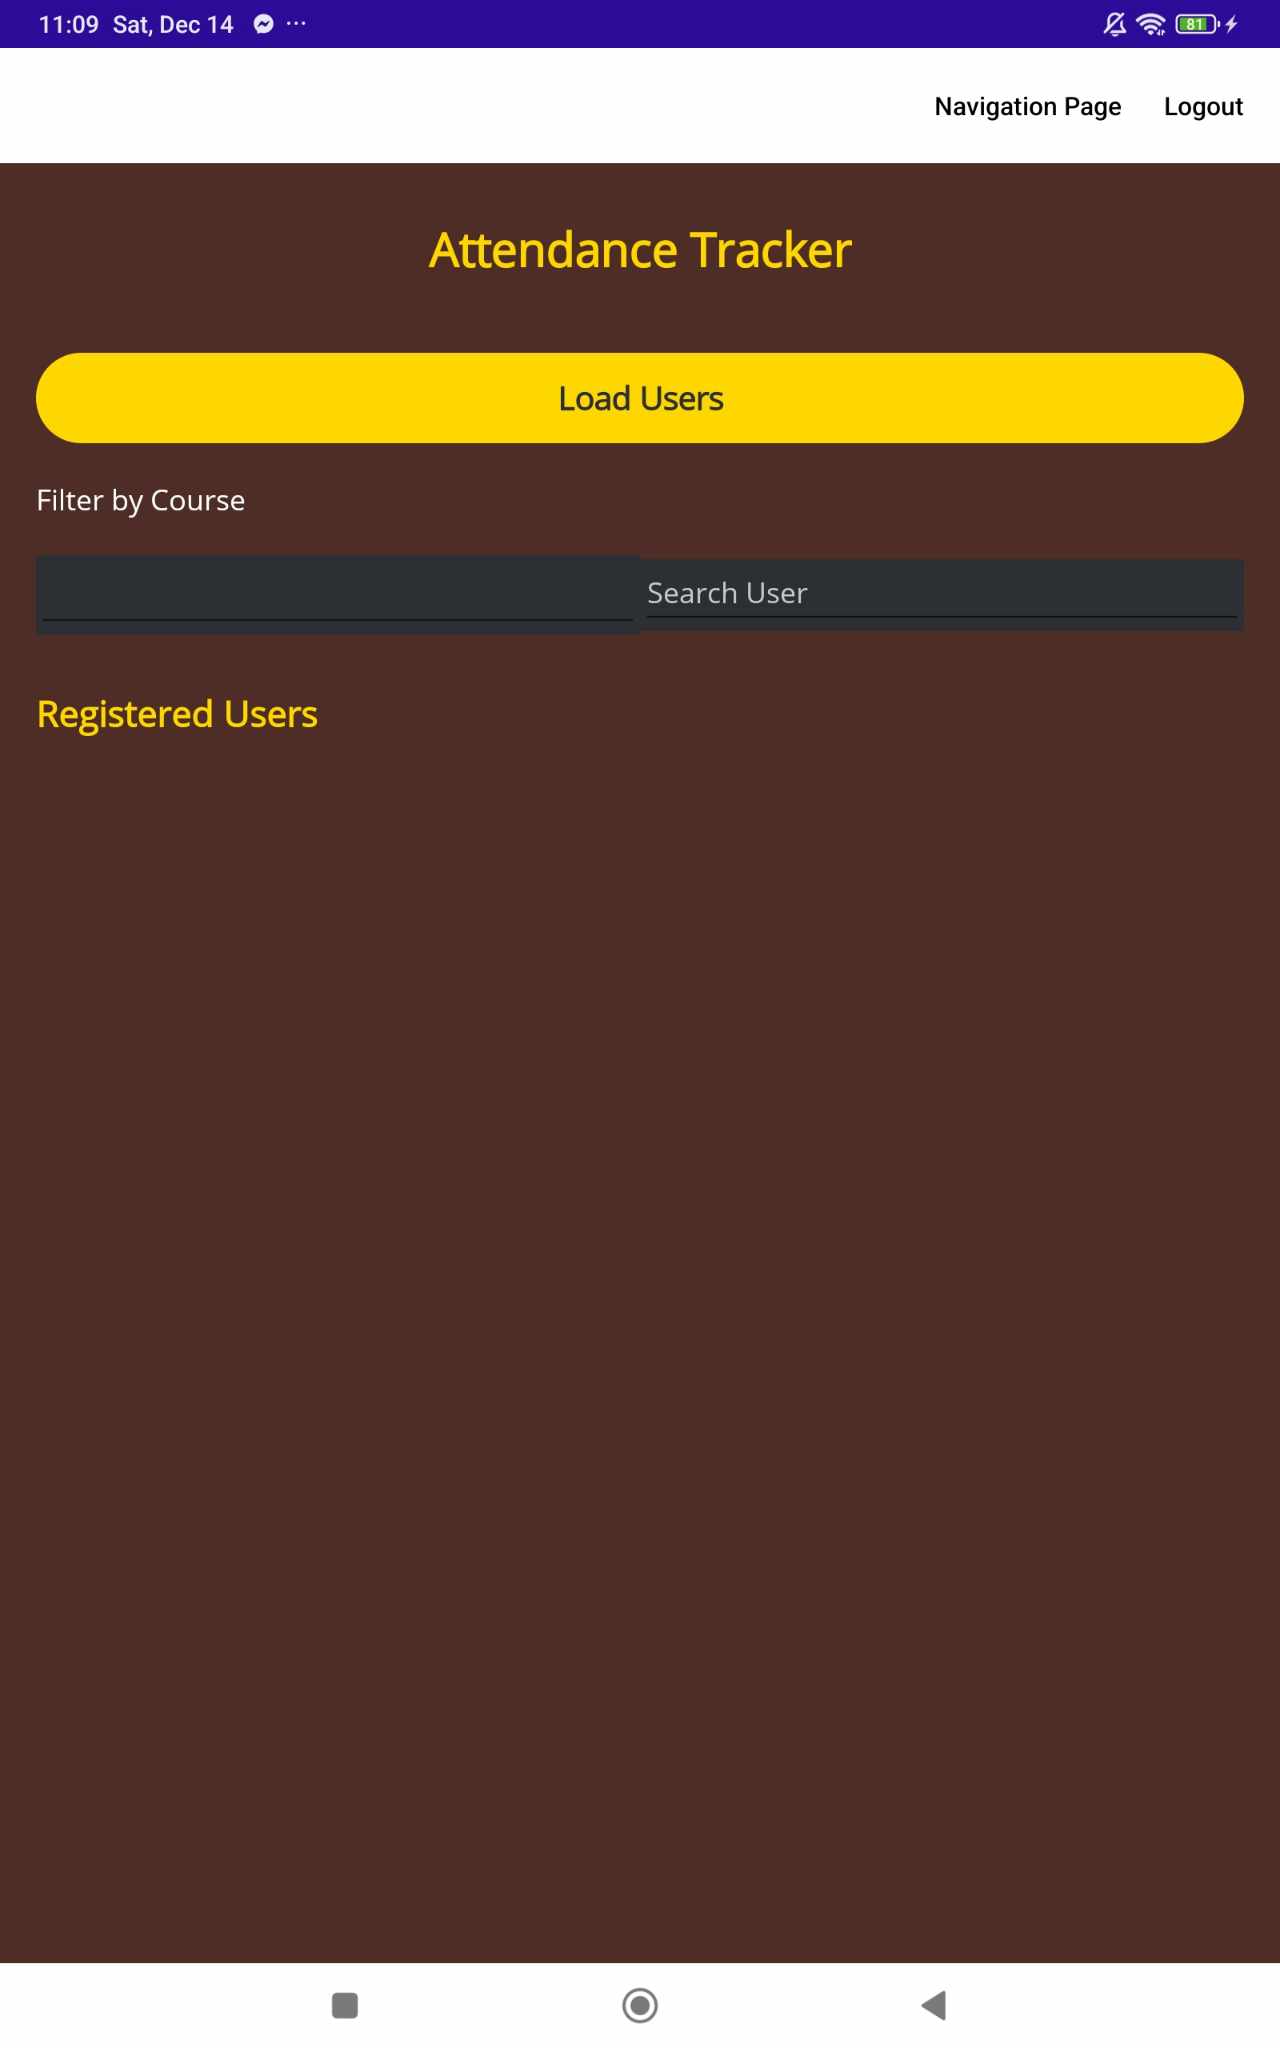 11:09 Sat, Dec 14 ...
81
Navigation Page Logout
Attendance Tracker
Load Users
Filter by Course
Search User
Registered Users